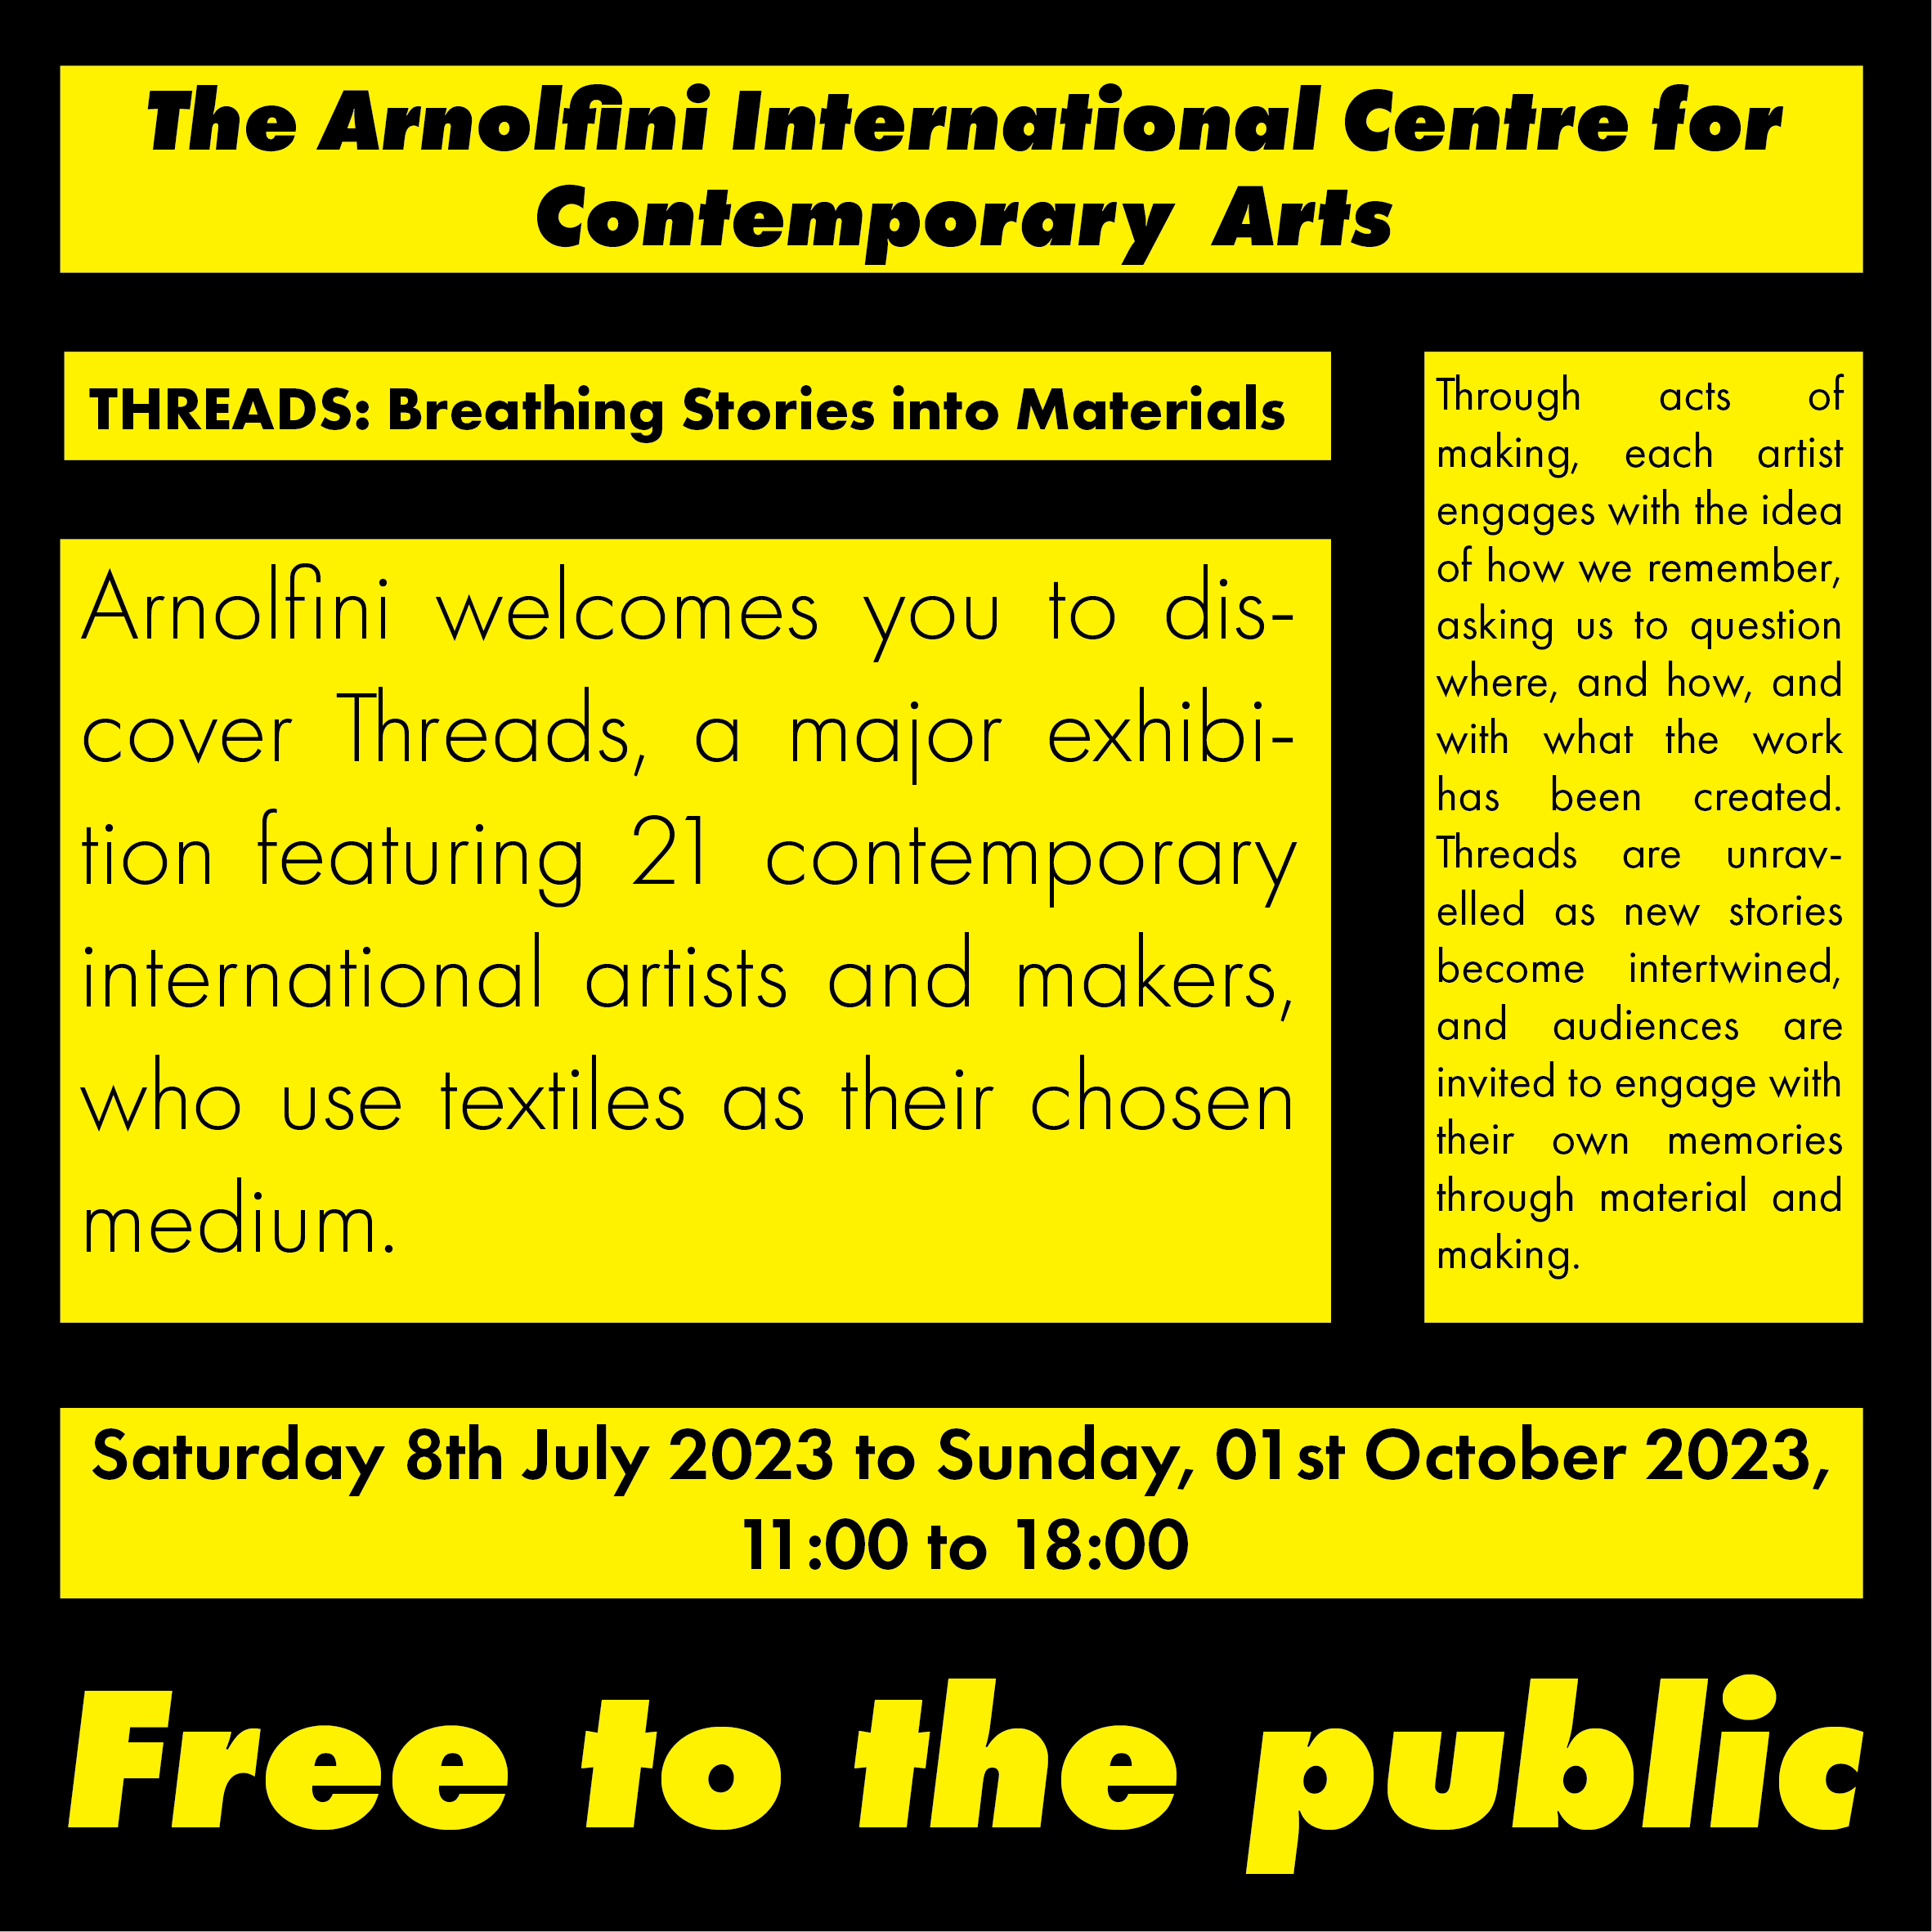 The Arnolfini International Centre for
Contemporary Arts
THREADS: Breathing Stories into Materials
Arnolfini welcomes you to dis-
cover Threads, a major exhibi-
tion featuring 21 contemporary
international artists and makers,
who use textiles as their chosen
medium.
Through acts of
making, each artist
engages with the idea
of how we remember,
asking us to question
where, and how, and
with what the work
has been created.
Threads are unrav-
elled as new stories
become intertwined,
and audiences are
invited to engage with
their own memories
through material and
making.
Saturday 8th July 2023 to Sunday, 01st October 2023,
11:00 to 18:00
Free to the public